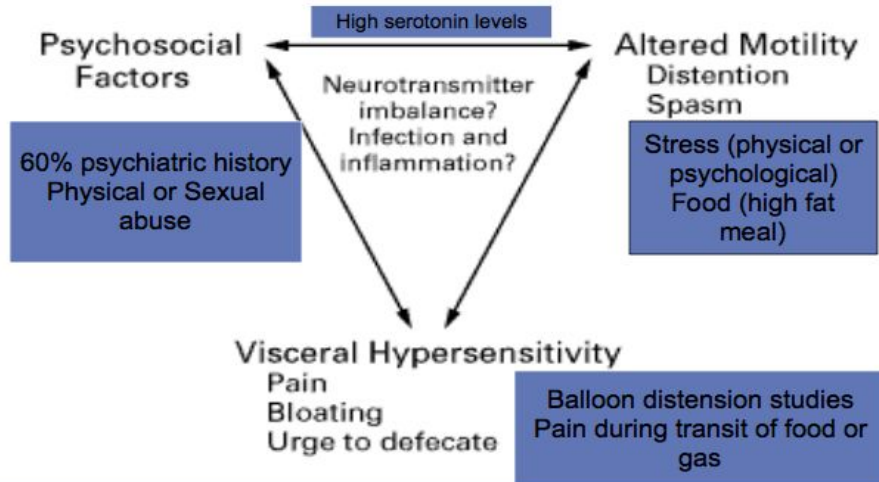 High serotonin levels
Psychosocial
Factors
Altered Motility
Distention
Spasm
Neurotransmitter
imbalance?
Infection and
inflammation?
60% psychiatric history
Physical or Sexual
abuse
Stress (physical or
psychological)
Food (high fat
meal)
Visceral Hypersensitivity
Pain
Bloating
Urge to defecate
Balloon distension studies
Pain during transit of food or
gas